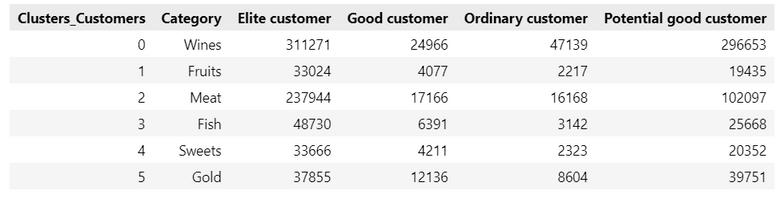 Clusters_Customers Category Elite customer Good customer Ordinary customer Potential good customer
0 Wines 311271 24966 47139 296653
1 Fruits 33024 4077 2217 19435
2 Meat 237944 17166 16168 102097
3 Fish 48730 6391 3142 25668
4 Sweets 33666 4211 2323 20352
5 Gold 37855 12136 8604 39751